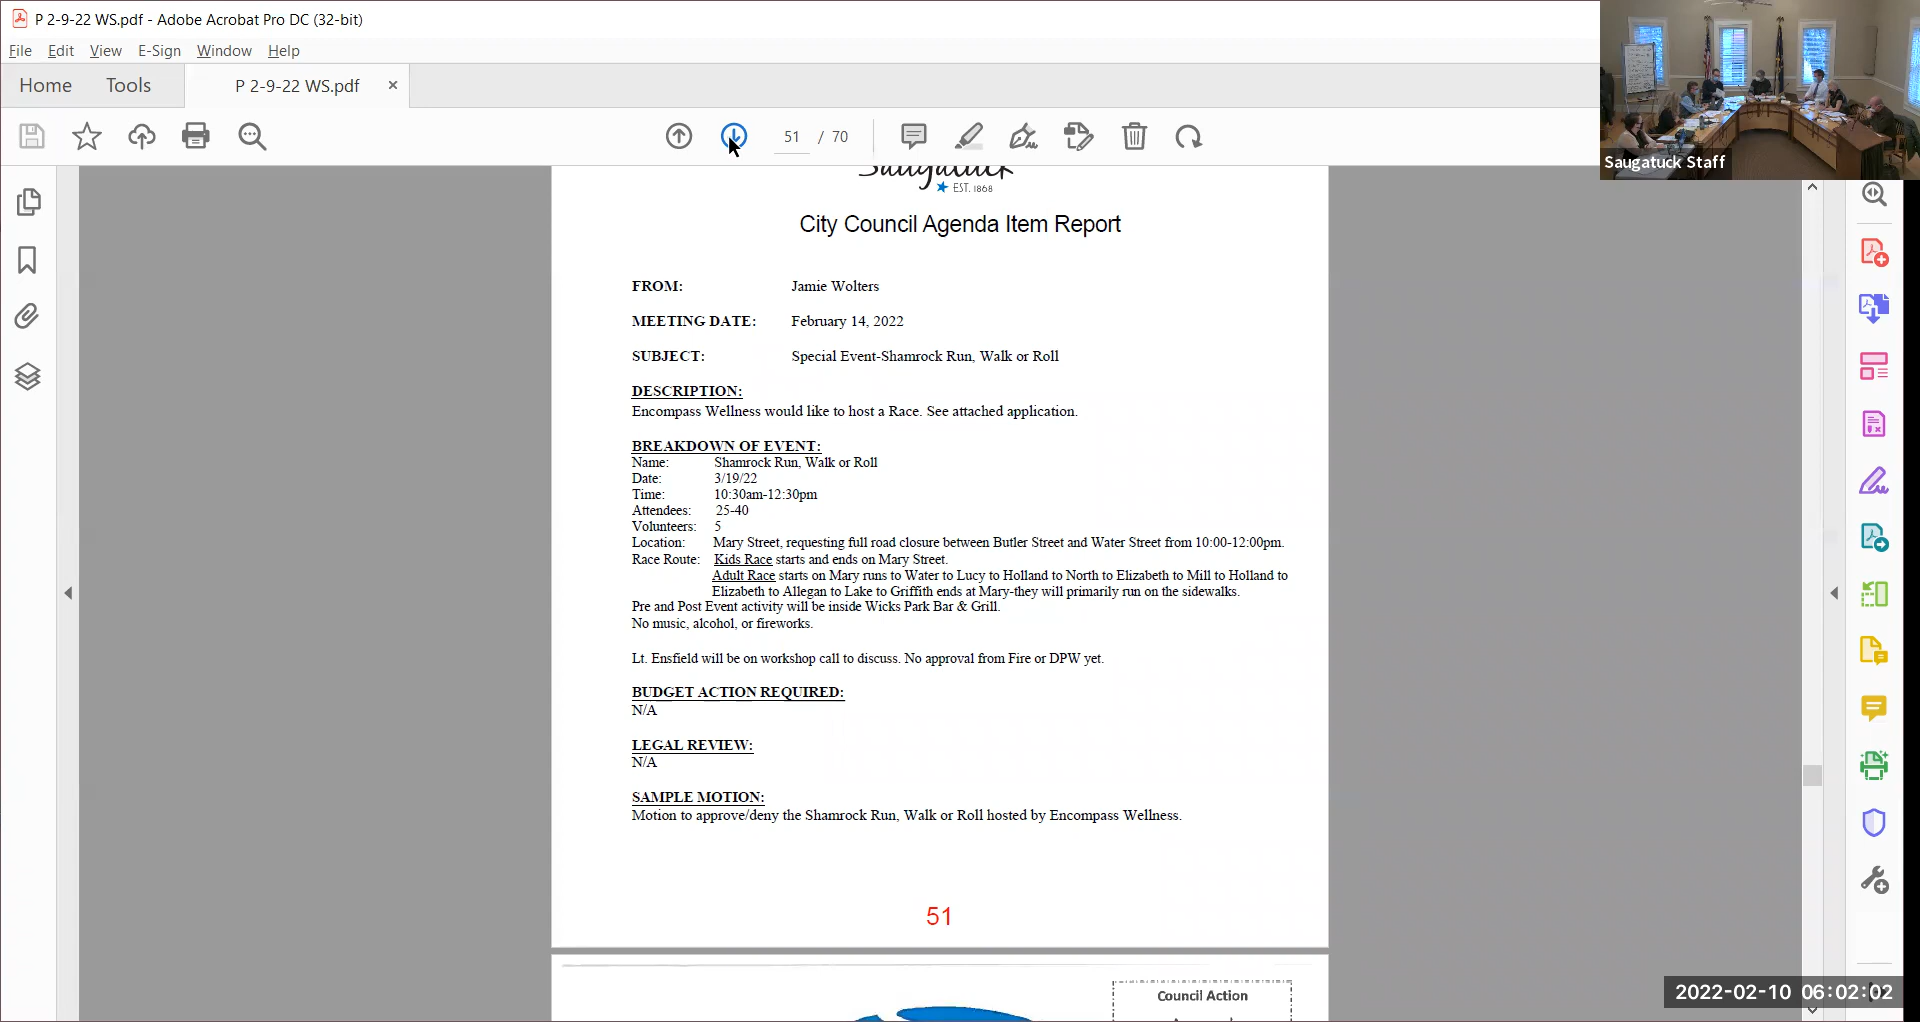 P 2-9-22 WS.pdf - Adobe Acrobat Pro DC (32-bit)
File Edit View E-Sign Window Help
Home Tools P 2-9-22 WS.pdf ×
51 / 70
Saugatuck Staff
Saugatuck
EST. 1868
City Council Agenda Item Report
FROM: Jamie Wolters
MEETING DATE: February 14, 2022
SUBJECT: Special Event-Shamrock Run, Walk or Roll
DESCRIPTION:
Encompass Wellness would like to host a Race. See attached application.
BREAKDOWN OF EVENT:
Name: Shamrock Run, Walk or Roll
Date: 3/19/22
Time: 10:30am-12:30pm
Attendees: 25-40
Volunteers: 5
Location: Mary Street, requesting full road closure between Butler Street and Water Street from 10:00-12:00pm.
Race Route: Kids Race starts and ends on Mary Street.
Adult Race starts on Mary runs to Water to Lucy to Holland to North to Elizabeth to Mill to Holland to
Elizabeth to Allegan to Lake to Griffith ends at Mary-they will primarily run on the sidewalks.
Pre and Post Event activity will be inside Wicks Park Bar & Grill.
No music, alcohol, or fireworks.
Lt. Ensfield will be on workshop call to discuss. No approval from Fire or DPW yet.
BUDGET ACTION REQUIRED:
N/A
LEGAL REVIEW:
N/A
SAMPLE MOTION:
Motion to approve/deny the Shamrock Run, Walk or Roll hosted by Encompass Wellness.
51
Council Action
2022-02-10 06:02:02